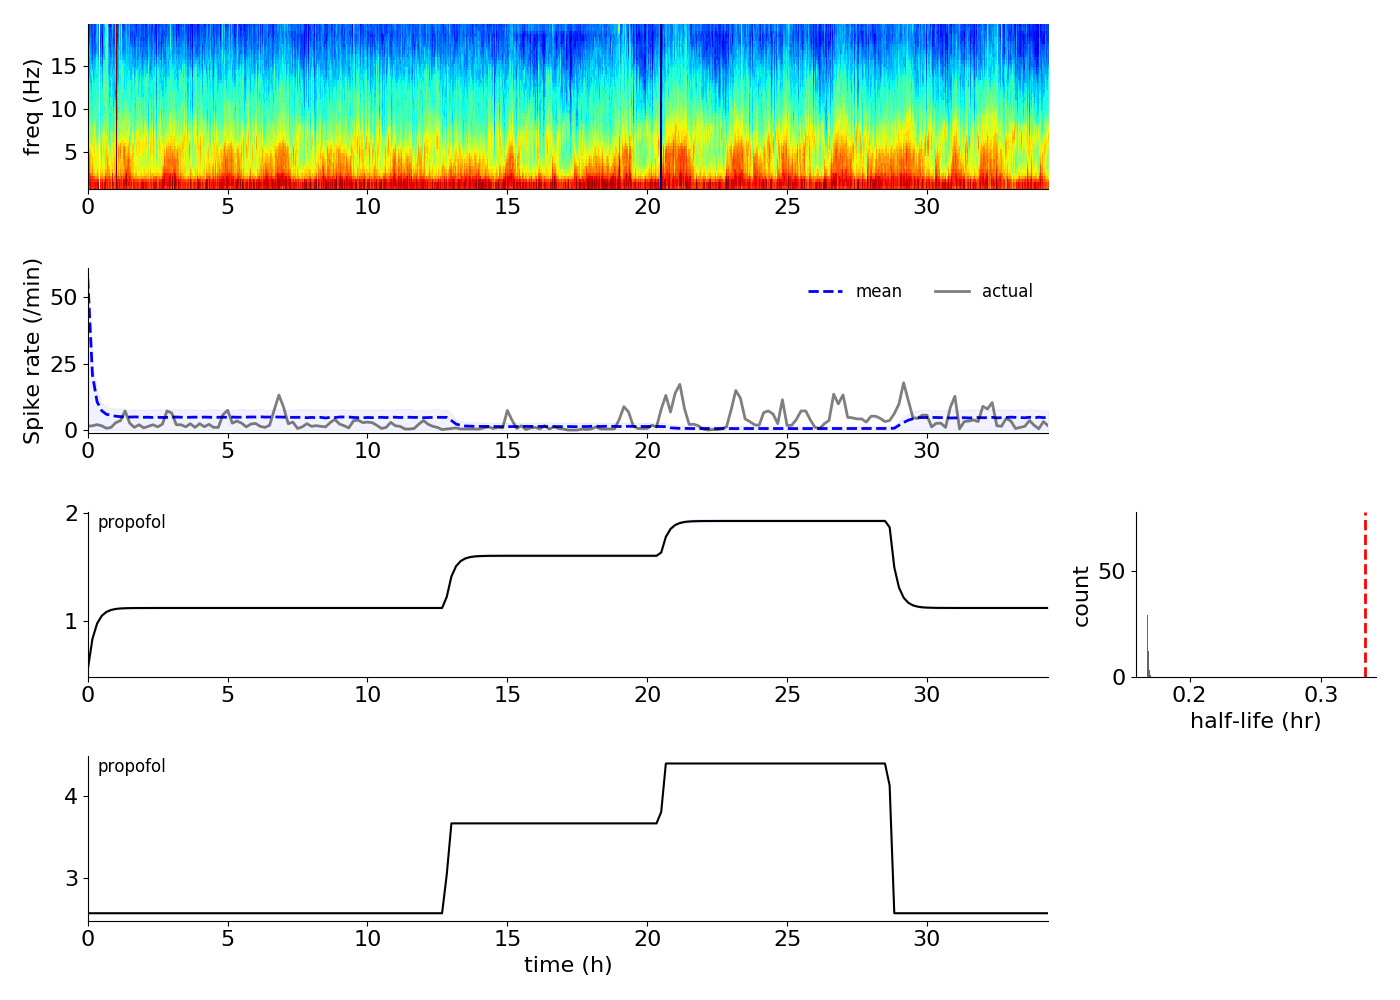 freq (Hz)
15
10
5
0 5 10 15 20 25 30
Spike rate (/min)
50
25
0
mean actual
0 5 10 15 20 25 30
2
1
propofol
0 5 10 15 20 25 30
count
50
0
0.2 0.3
half-life (hr)
propofol
4
3
0 5 10 15 20 25 30
time (h)